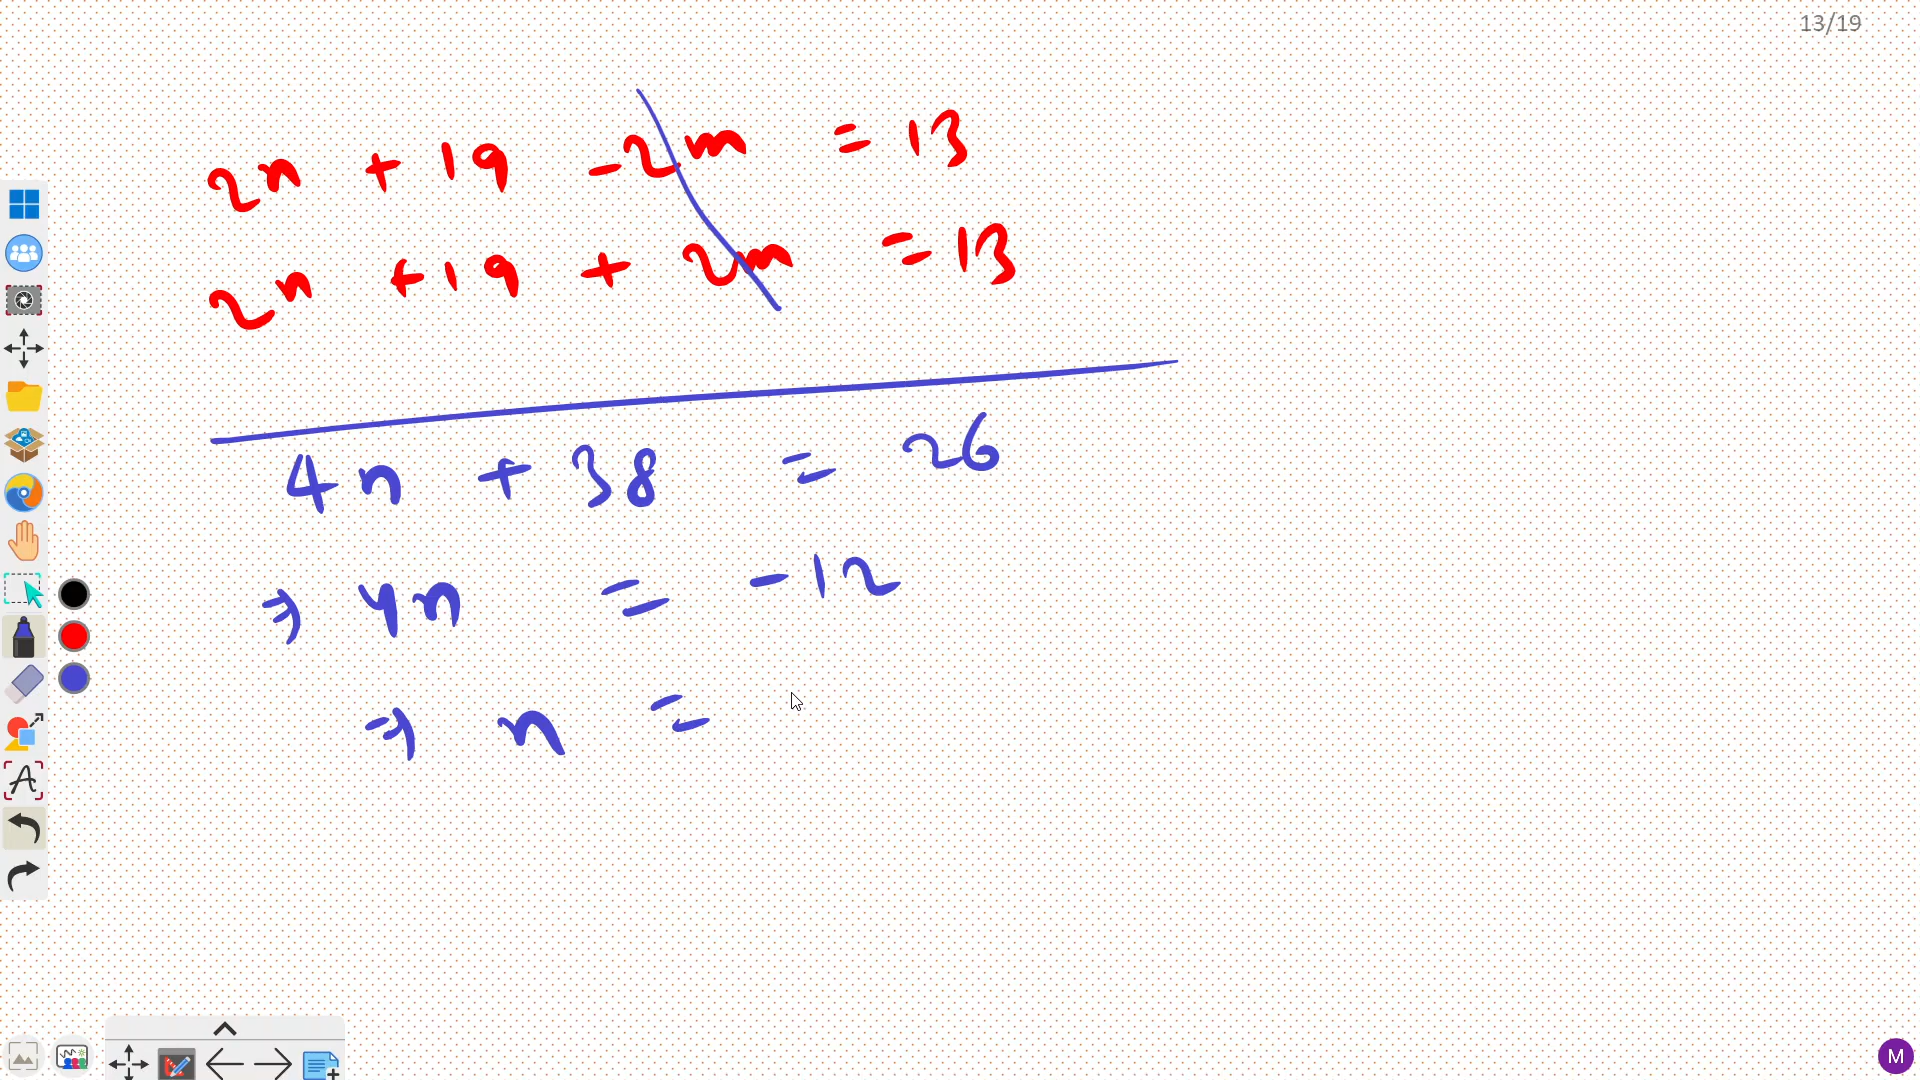 13/19
2n + 19 - 2m = 13
2n + 19 + 2m = 13
4n + 38 = 26
⇒ 4n = -12
⇒ n =
A
M